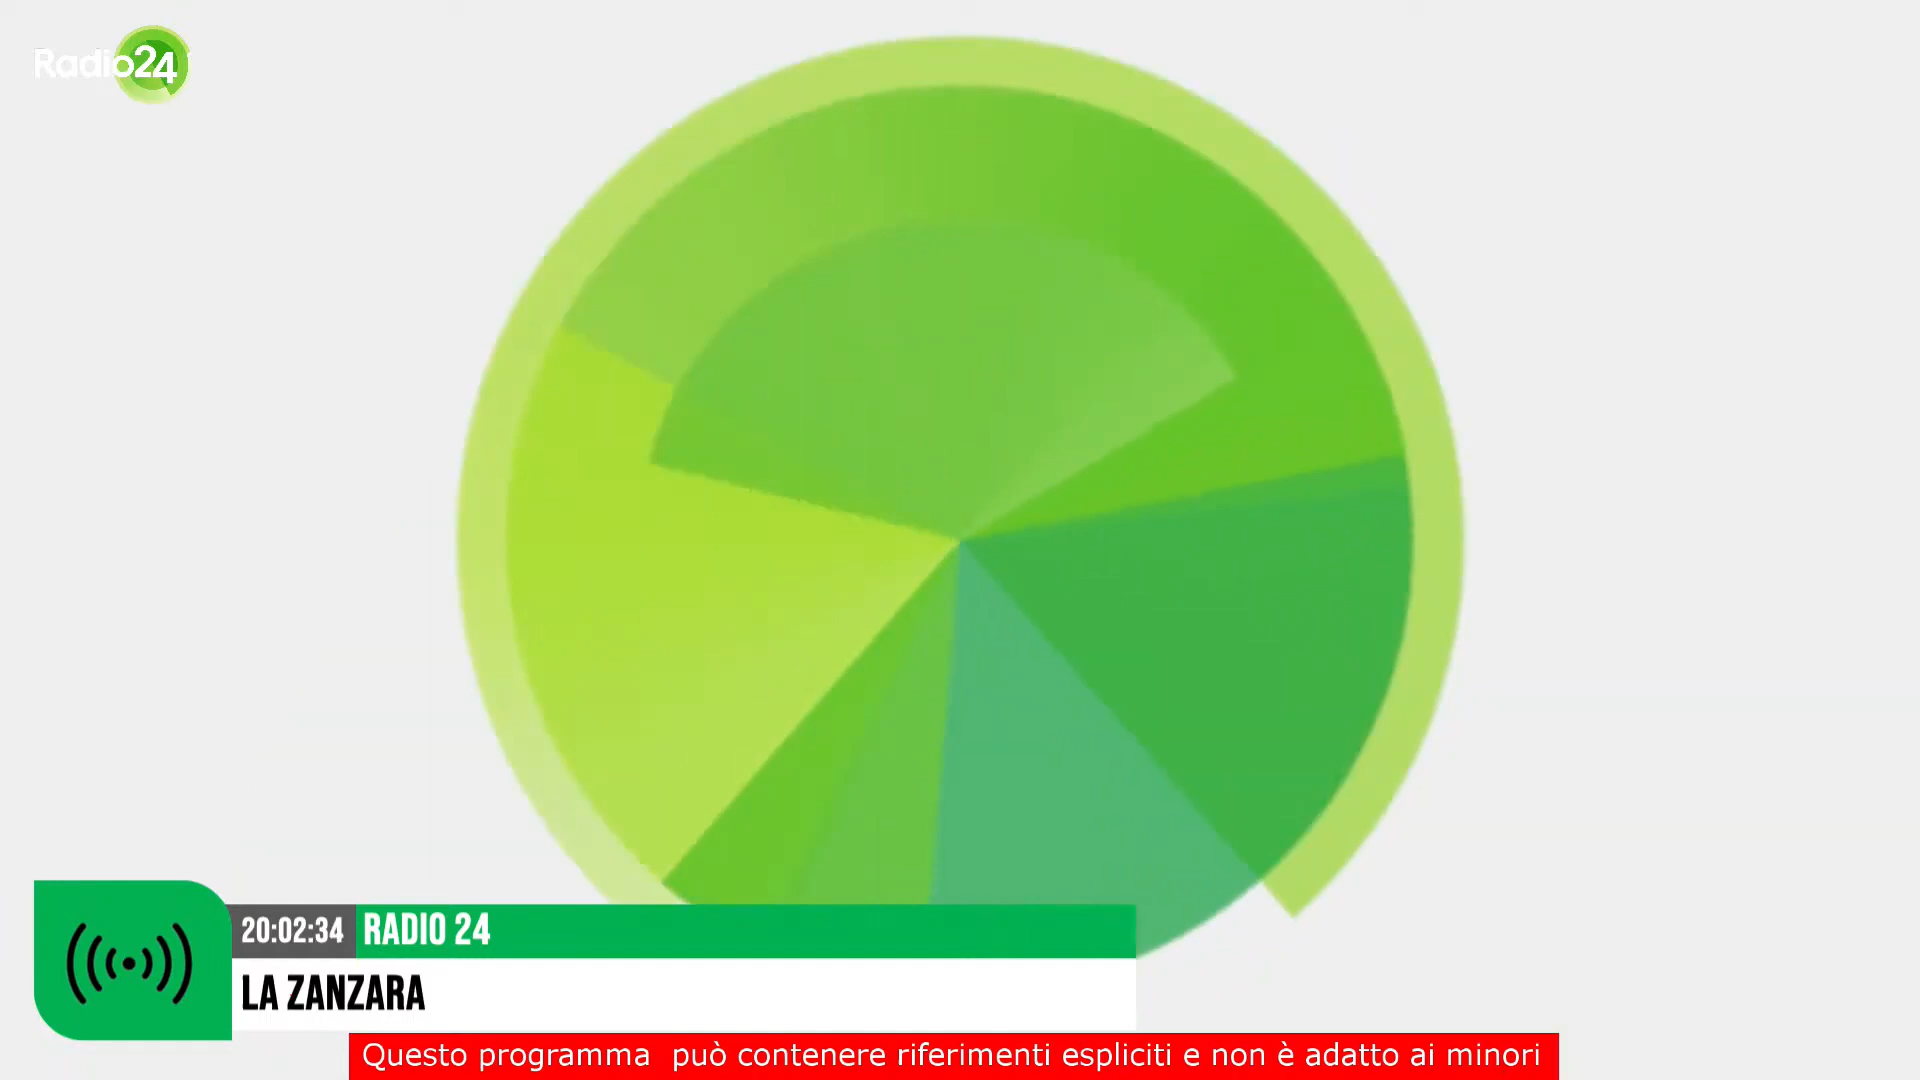 Radio24
20:02:34 RADIO 24
LA ZANZARA
Questo programma  può contenere riferimenti espliciti e non è adatto ai minori